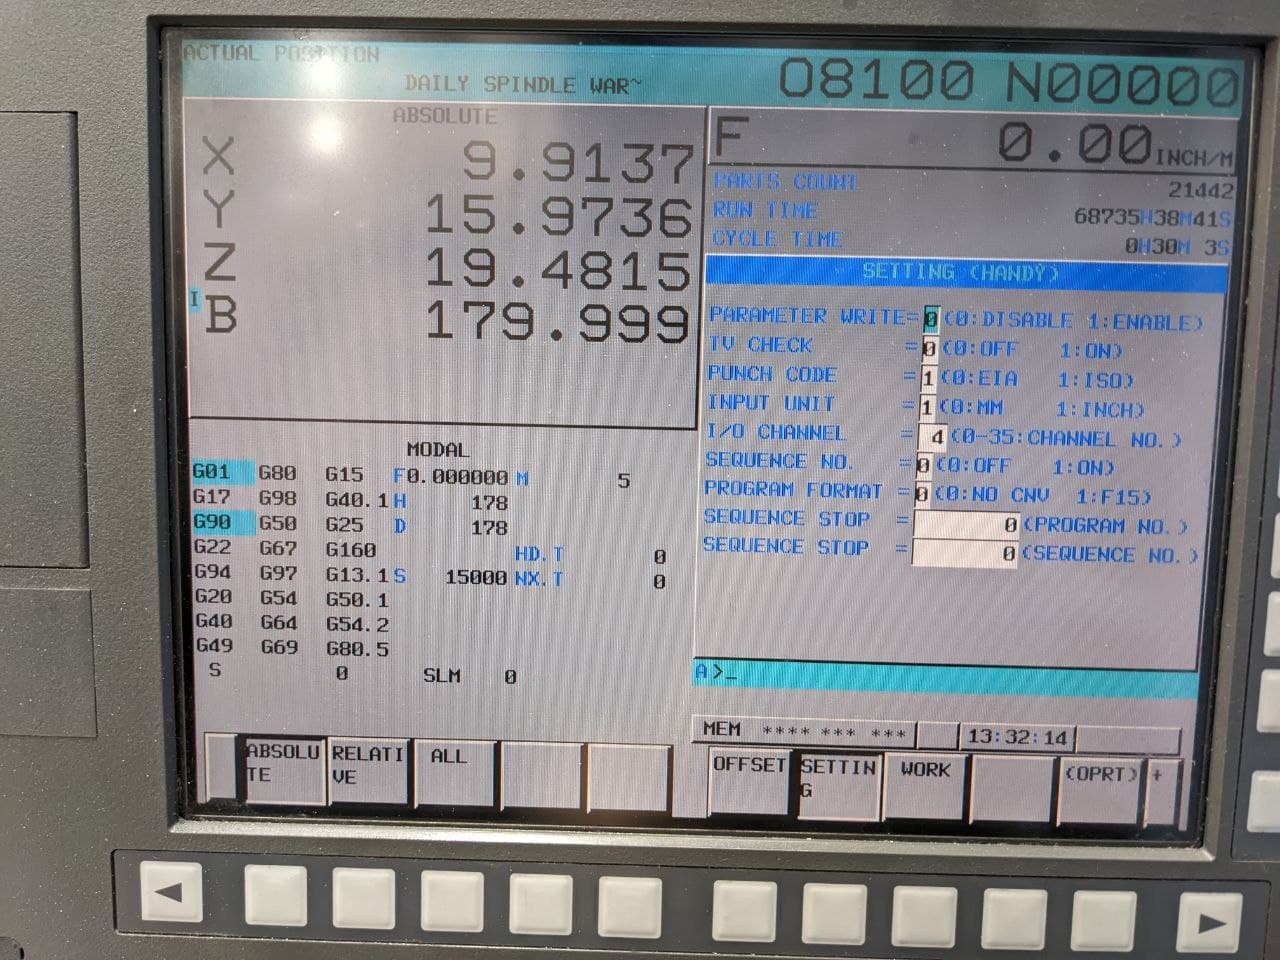 ACTUAL POSITION
DAILY SPINDLE WAR~
O8100 N00000
ABSOLUTE
X 9.9137
Y 15.9736
Z 19.4815
I B 179.999
F 0.00 INCH/M
PARTS COUNT 21442
RUN TIME 68735H38M41S
CYCLE TIME 0H30M 3S
SETTING (HANDY)
PARAMETER WRITE=0(0:DISABLE 1:ENABLE)
TV CHECK =0(0:OFF 1:ON)
PUNCH CODE =1(0:EIA 1:ISO)
INPUT UNIT =1(0:MM 1:INCH)
I/O CHANNEL = 4(0-35:CHANNEL NO.)
SEQUENCE NO. =0(0:OFF 1:ON)
PROGRAM FORMAT =0(0:NO CNV 1:F15)
SEQUENCE STOP = 0(PROGRAM NO.)
SEQUENCE STOP = 0(SEQUENCE NO.)
MODAL
G01 G80 G15 F0.000000 M 5
G17 G98 G40.1 H 178
G90 G50 G25 D 178
G22 G67 G160 HD.T 0
G94 G97 G13.1 S 15000 NX.T 0
G20 G54 G50.1
G40 G64 G54.2
G49 G69 G80.5
S 0 SLM 0
A>_
MEM **** *** *** 13:32:14
ABSOLUTE RELATIVE ALL
OFFSET SETTING WORK (OPRT) +